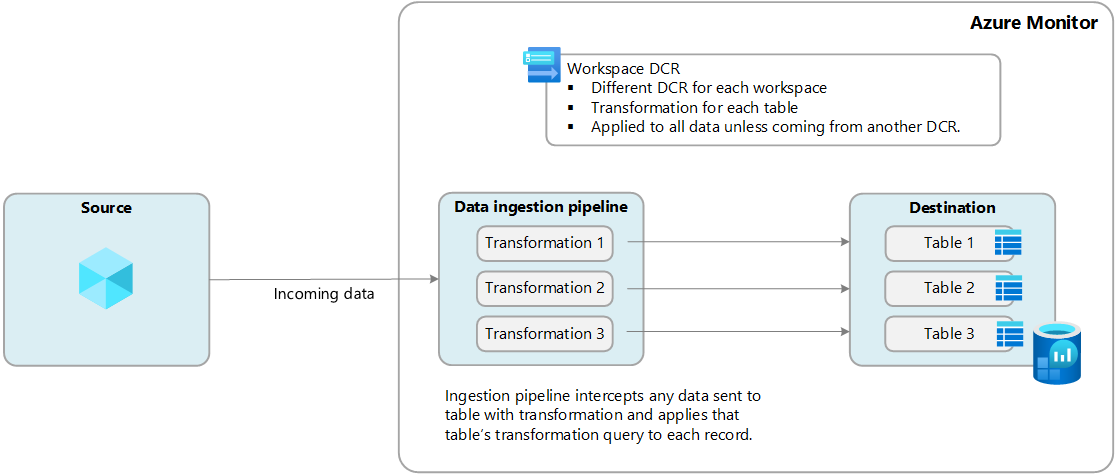 Azure Monitor
Workspace DCR
▪ Different DCR for each workspace
▪ Transformation for each table
▪ Applied to all data unless coming from another DCR.
Source
Incoming data
Data ingestion pipeline
Transformation 1
Transformation 2
Transformation 3
Destination
Table 1
Table 2
Table 3
Ingestion pipeline intercepts any data sent to
table with transformation and applies that
table’s transformation query to each record.